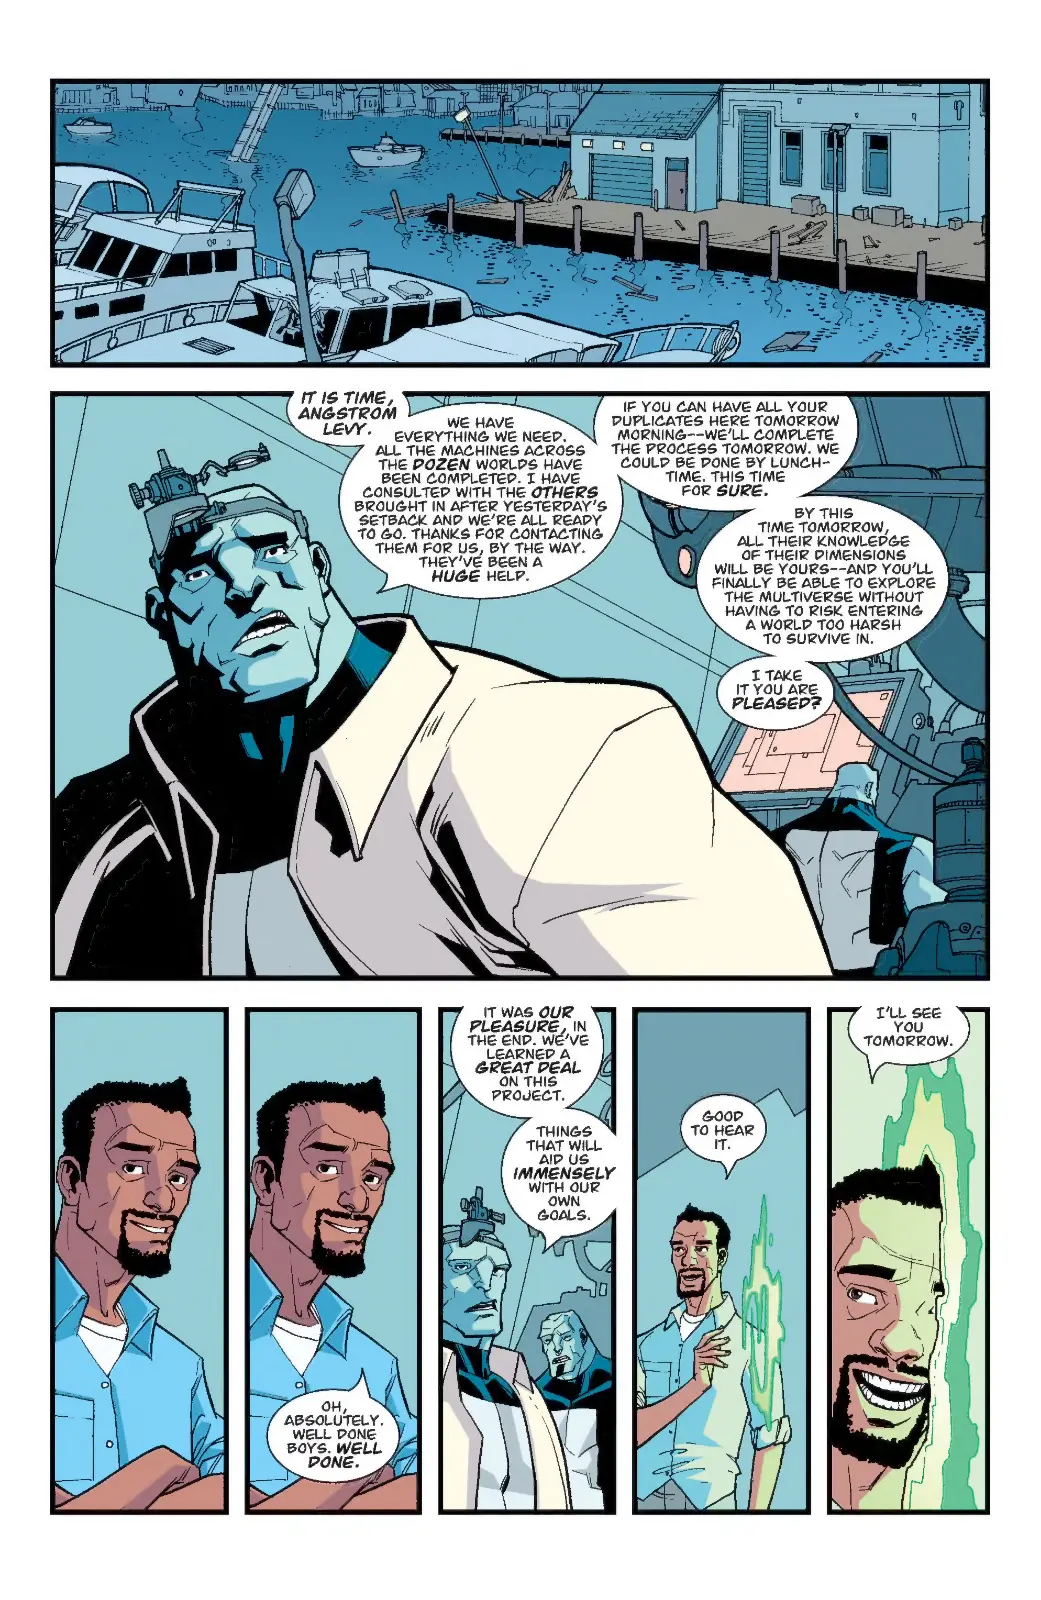 IT IS TIME,
ANGSTROM
LEVY.
WE HAVE
EVERYTHING WE NEED.
ALL THE MACHINES ACROSS
THE DOZEN WORLDS HAVE
BEEN COMPLETED. I HAVE
CONSULTED WITH THE OTHERS
BROUGHT IN AFTER YESTERDAY'S
SETBACK AND WE'RE ALL READY
TO GO. THANKS FOR CONTACTING
THEM FOR US, BY THE WAY.
THEY'VE BEEN A
HUGE HELP.
IF YOU CAN HAVE ALL YOUR
DUPLICATES HERE TOMORROW
MORNING--WE'LL COMPLETE
THE PROCESS TOMORROW. WE
COULD BE DONE BY LUNCH-
TIME. THIS TIME
FOR SURE.
BY THIS
TIME TOMORROW,
ALL THEIR KNOWLEDGE
OF THEIR DIMENSIONS
WILL BE YOURS--AND YOU'LL
FINALLY BE ABLE TO EXPLORE
THE MULTIVERSE WITHOUT
HAVING TO RISK ENTERING
A WORLD TOO HARSH
TO SURVIVE IN.
I TAKE
IT YOU ARE
PLEASED?
OH,
ABSOLUTELY.
WELL DONE
BOYS. WELL
DONE.
IT WAS OUR
PLEASURE, IN
THE END. WE'VE
LEARNED A
GREAT DEAL
ON THIS
PROJECT.
THINGS
THAT WILL
AID US
IMMENSELY
WITH OUR
OWN
GOALS.
GOOD
TO HEAR
IT.
I'LL SEE
YOU
TOMORROW.